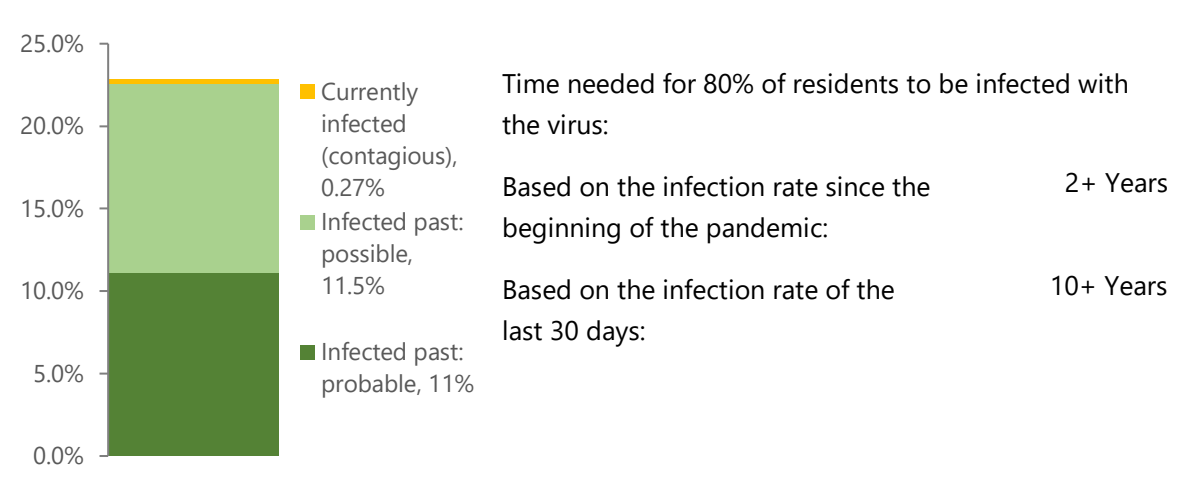 25.0%
20.0%
15.0%
10.0%
5.0%
0.0%
Currently
infected
(contagious),
0.27%
Infected past:
possible,
11.5%
Infected past:
probable, 11%
Time needed for 80% of residents to be infected with
the virus:
Based on the infection rate since the
beginning of the pandemic:
2+ Years
Based on the infection rate of the
last 30 days:
10+ Years